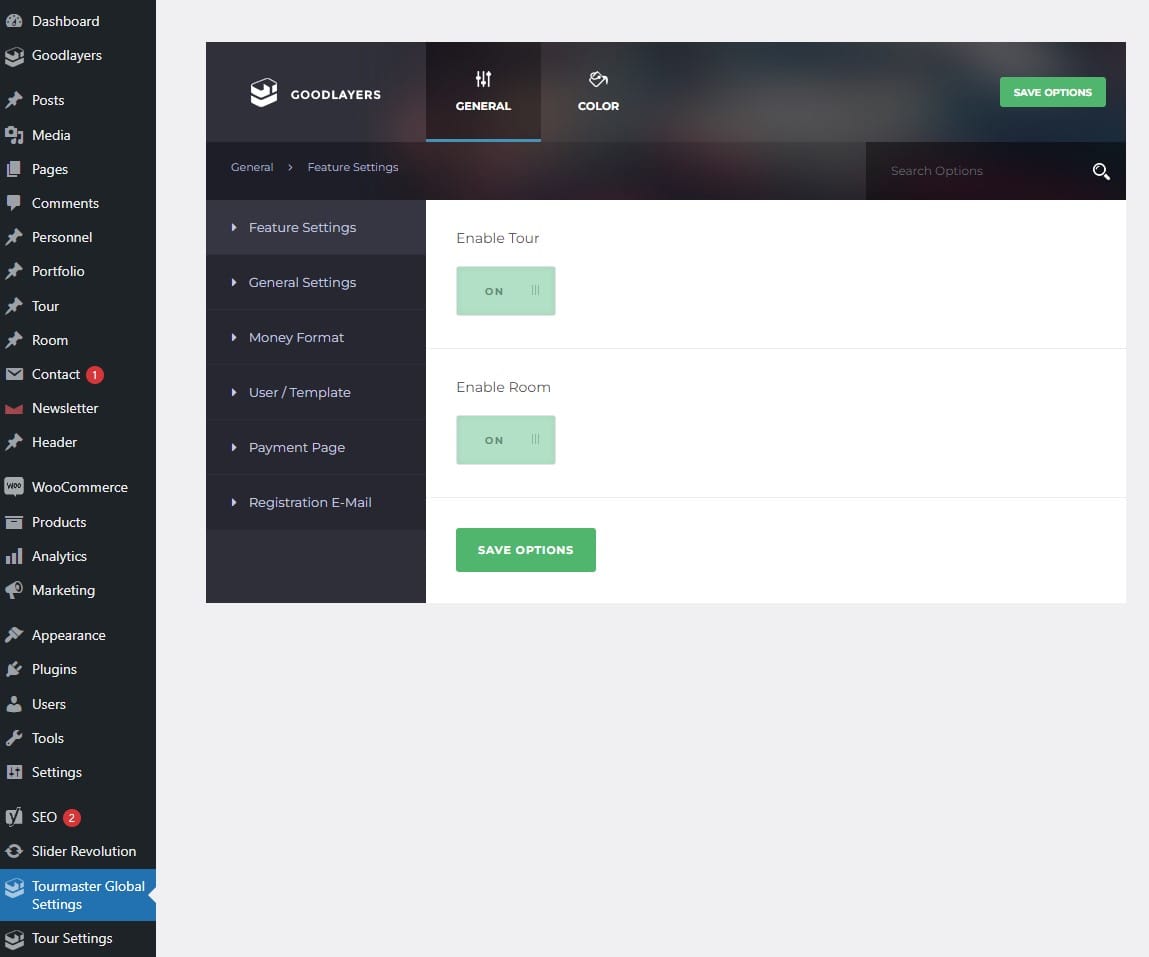 Dashboard
Goodlayers
Posts
Media
Pages
Comments
Personnel
Portfolio
Tour
Room
Contact 1
Newsletter
Header
Woo WooCommerce
Products
Analytics
Marketing
Appearance
Plugins
Users
Tools
Settings
SEO 2
Slider Revolution
Tourmaster Global
Settings
Tour Settings
GOODLAYERS
GENERAL
COLOR
SAVE OPTIONS
General > Feature Settings
Search Options
Feature Settings
General Settings
Money Format
User / Template
Payment Page
Registration E-Mail
Enable Tour
ON
Enable Room
ON
SAVE OPTIONS